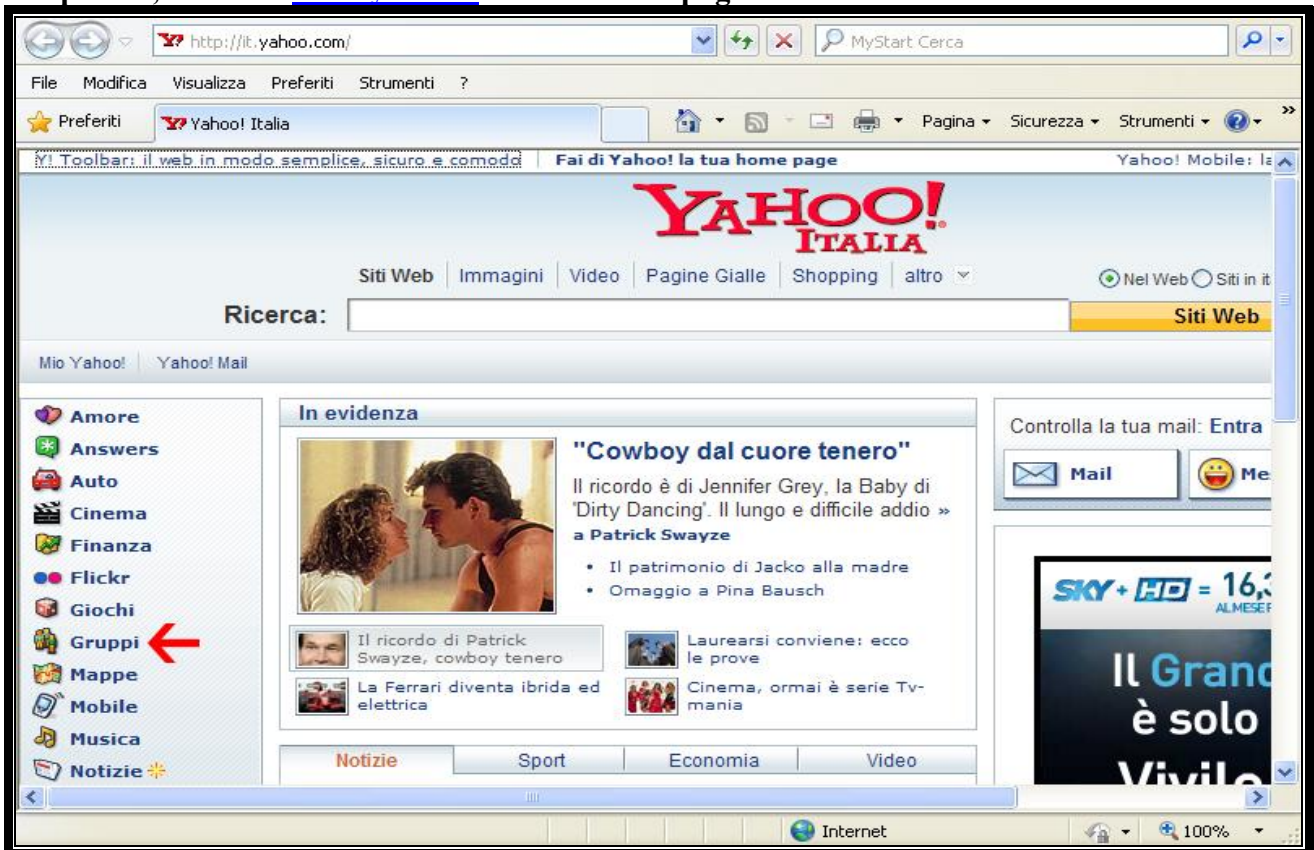 http://it.yahoo.com/ MyStart Cerca
File Modifica Visualizza Preferiti Strumenti ?
Preferiti Yahoo! Italia Pagina Sicurezza Strumenti »
Y! Toolbar: il web in modo semplice, sicuro e comodo Fai di Yahoo! la tua home page Yahoo! Mobile: la
YAHOO!
ITALIA
Siti Web Immagini Video Pagine Gialle Shopping altro Nel Web Siti in it
Ricerca: Siti Web
Mio Yahoo! Yahoo! Mail
Amore
Answers
Auto
Cinema
Finanza
Flickr
Giochi
Gruppi
Mappe
Mobile
Musica
Notizie
In evidenza
"Cowboy dal cuore tenero"
Il ricordo è di Jennifer Grey, la Baby di
'Dirty Dancing'. Il lungo e difficile addio »
a Patrick Swayze
• Il patrimonio di Jacko alla madre
• Omaggio a Pina Bausch
Il ricordo di Patrick
Swayze, cowboy tenero
Laurearsi conviene: ecco
le prove
La Ferrari diventa ibrida ed
elettrica
Cinema, ormai è serie Tv-
mania
Notizie Sport Economia Video
Controlla la tua mail: Entra
Mail Me
SKY + HD = 16,
AL MESE P
Il Grand
è solo
Vivilo
Internet 100%